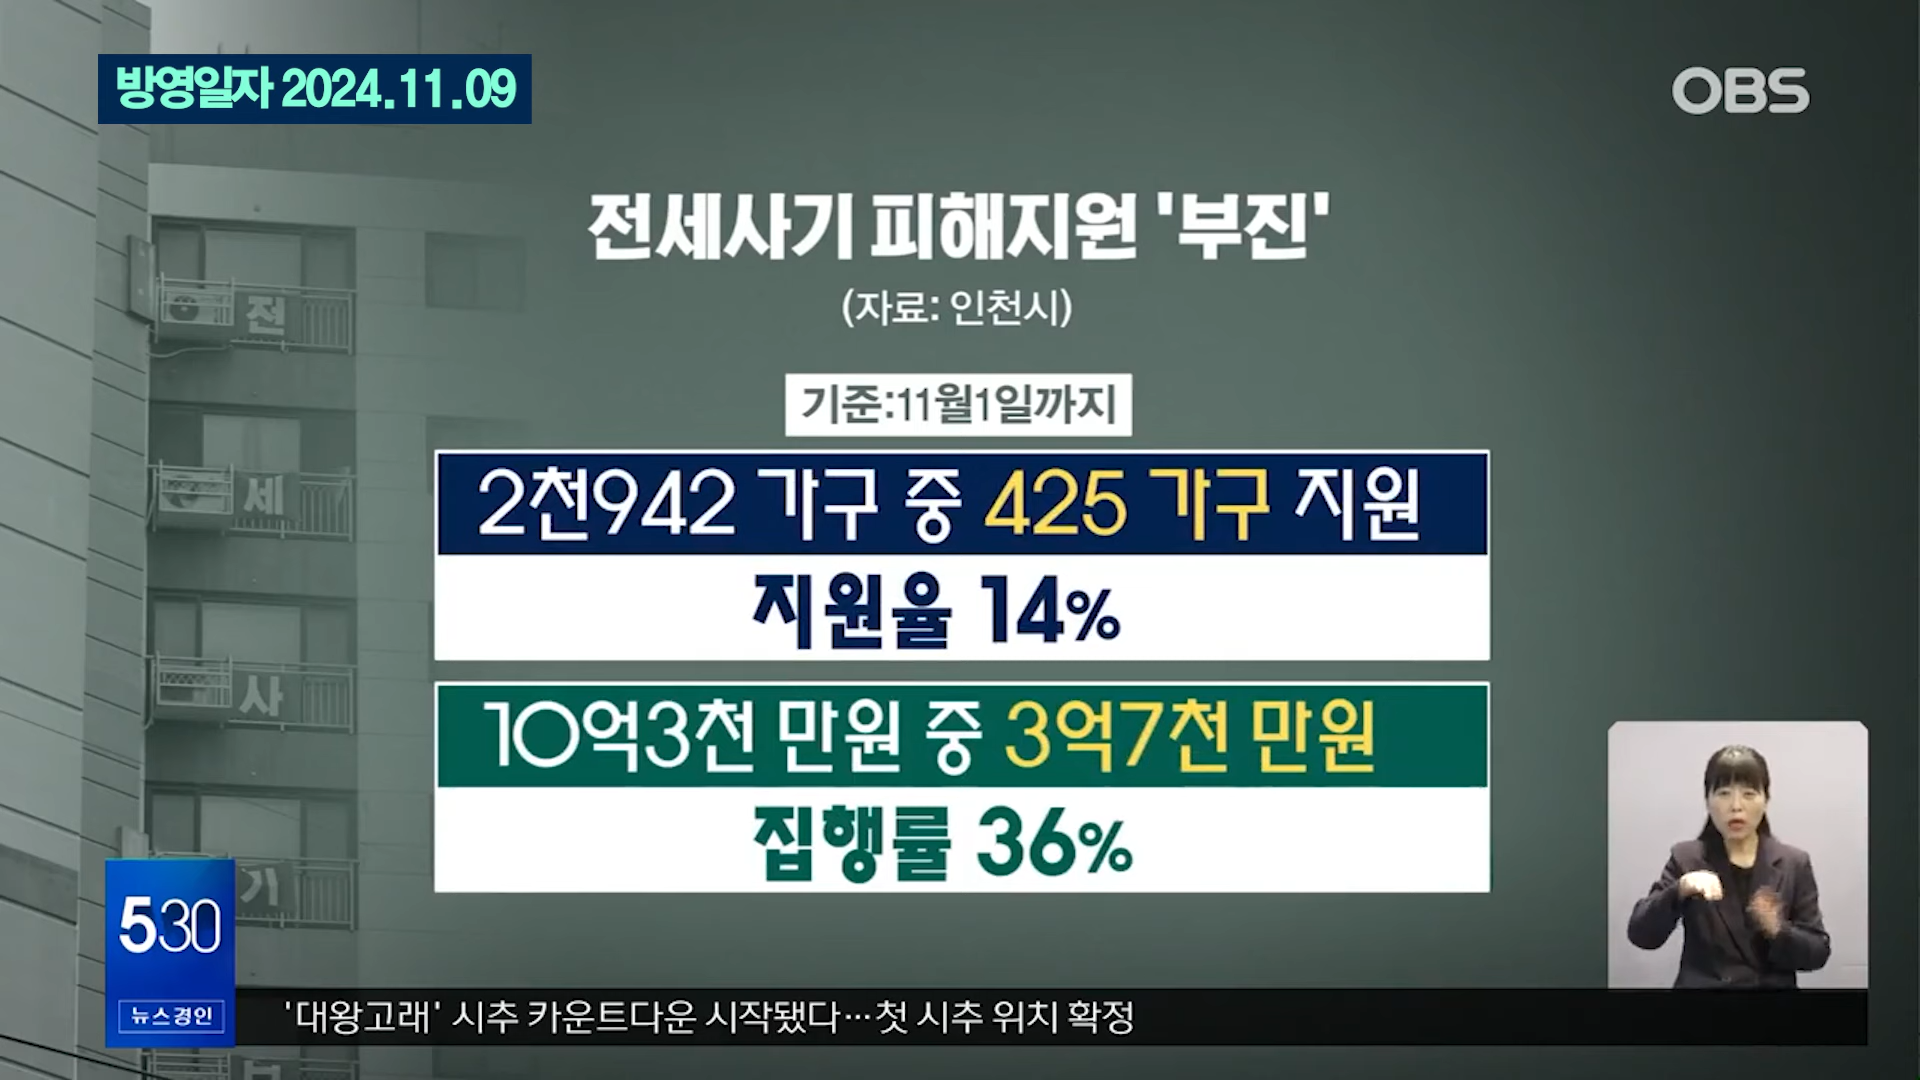 방영일자 2024.11.09
OBS
전세사기 피해지원 '부진'
(자료: 인천시)
기준:11월1일까지
2천942 가구 중 425 가구 지원
지원율 14%
10억3천 만원 중 3억7천 만원
집행률 36%
전
세
사
기
530
뉴스경인
'대왕고래' 시추 카운트다운 시작됐다…첫 시추 위치 확정